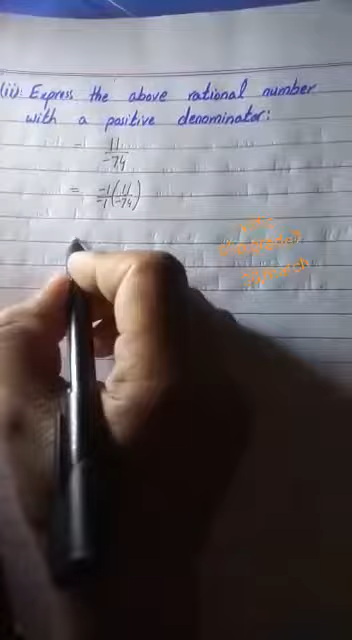 (ii): Express the above rational number
with a positive denominator:
11/-74
= -1/-1 (11/-74)